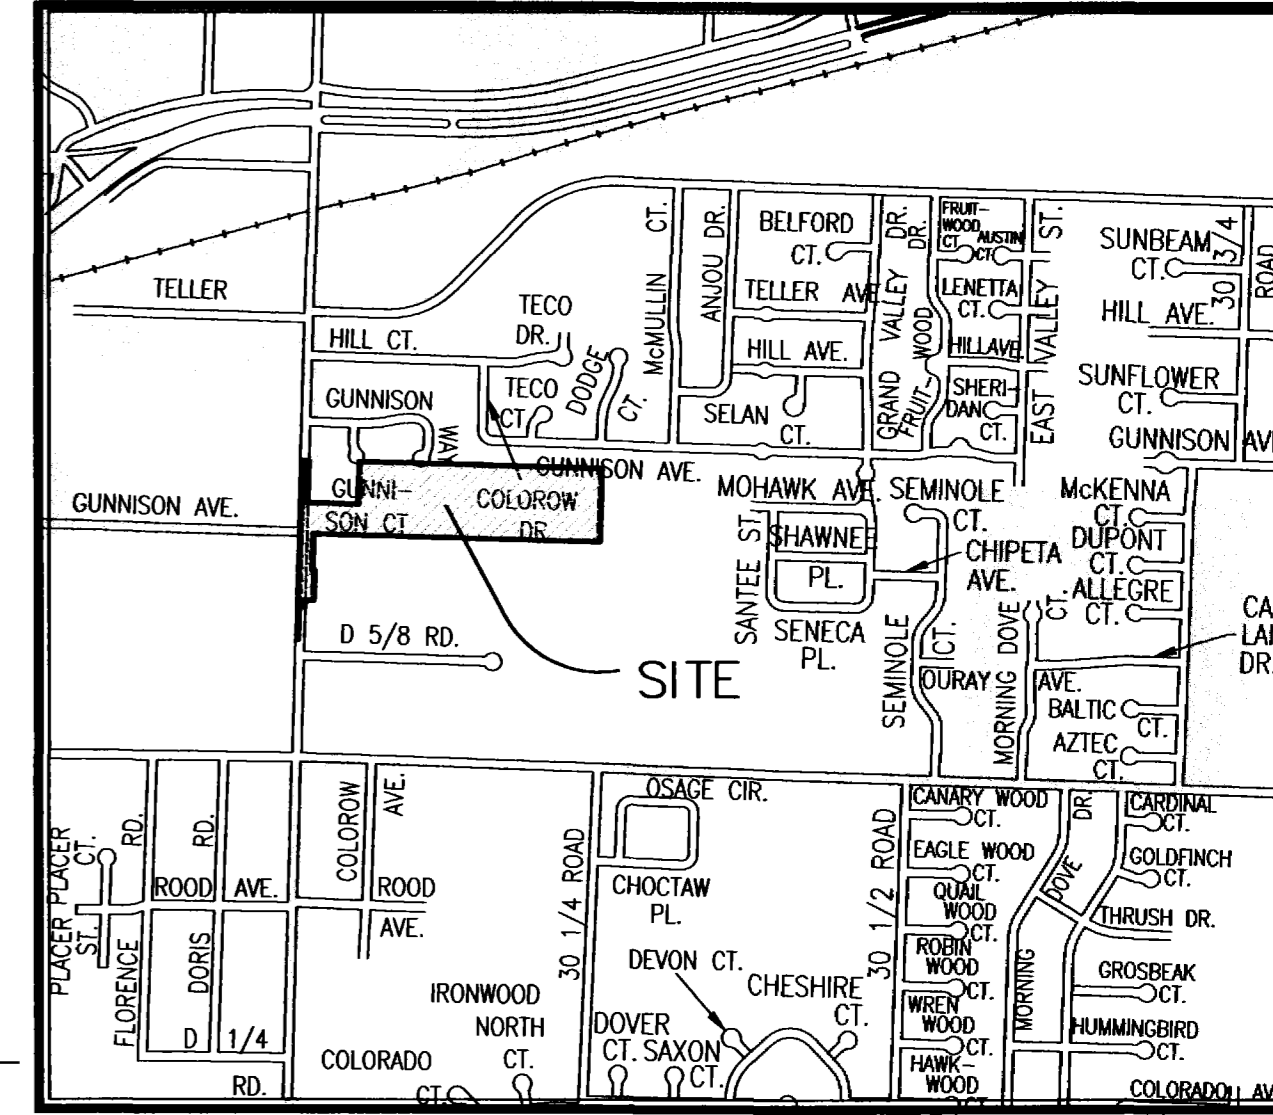 TELLER
HILL CT.
TECO
DR.
GUNNISON
WAY
TECO
CT.
DODGE
CT.
McMULLIN
CT.
ANJOU DR.
BELFORD
CT.
TELLER AVE
HILL AVE.
SELAN
CT.
GRAND VALLEY DR.
FRUIT-
WOOD
DR.
FRUIT-
WOOD
CT
AUSTIN
CT.
LENETTA
CT.
HILL AVE
SHERI-
DAN
CT.
EAST VALLEY ST.
SUNBEAM
CT.
30 3/4
ROAD
HILL AVE.
SUNFLOWER
CT.
GUNNISON AV
GUNNISON AVE.
GUNNI-
SON CT
COLOROW
DR.
GUNNISON AVE.
MOHAWK AVE.
SEMINOLE
CT.
SHAWNEE
PL.
SANTEE ST.
SENECA
PL.
CHIPETA
AVE.
McKENNA
CT.
DUPONT
CT.
ALLEGRE
CT.
CA
LA
DR.
D 5/8 RD.
SITE
SEMINOLE
CT.
OURAY AVE.
MORNING DOVE
CT.
BALTIC
CT.
AZTEC
CT.
PLACER
CT.
PLACER
ST.
FLORENCE
RD.
DORIS
RD.
ROOD AVE.
COLOROW
AVE.
ROOD
AVE.
D 1/4
RD.
OSAGE CIR.
CHOCTAW
PL.
30 1/4 ROAD
30 1/2 ROAD
DEVON CT.
CHESHIRE
CT.
IRONWOOD
NORTH
CT.
COLORADO
CT.
DOVER
CT.
SAXON
CT.
CANARY WOOD
CT.
EAGLE WOOD
CT.
QUAIL
WOOD
CT.
ROBIN
WOOD
CT.
WREN
WOOD
CT.
HAWK-
WOOD
CT.
MORNING
DOVE
DR.
CARDINAL
CT.
GOLDFINCH
CT.
THRUSH DR.
GROSBEAK
CT.
HUMMINGBIRD
CT.
COLORADO AV